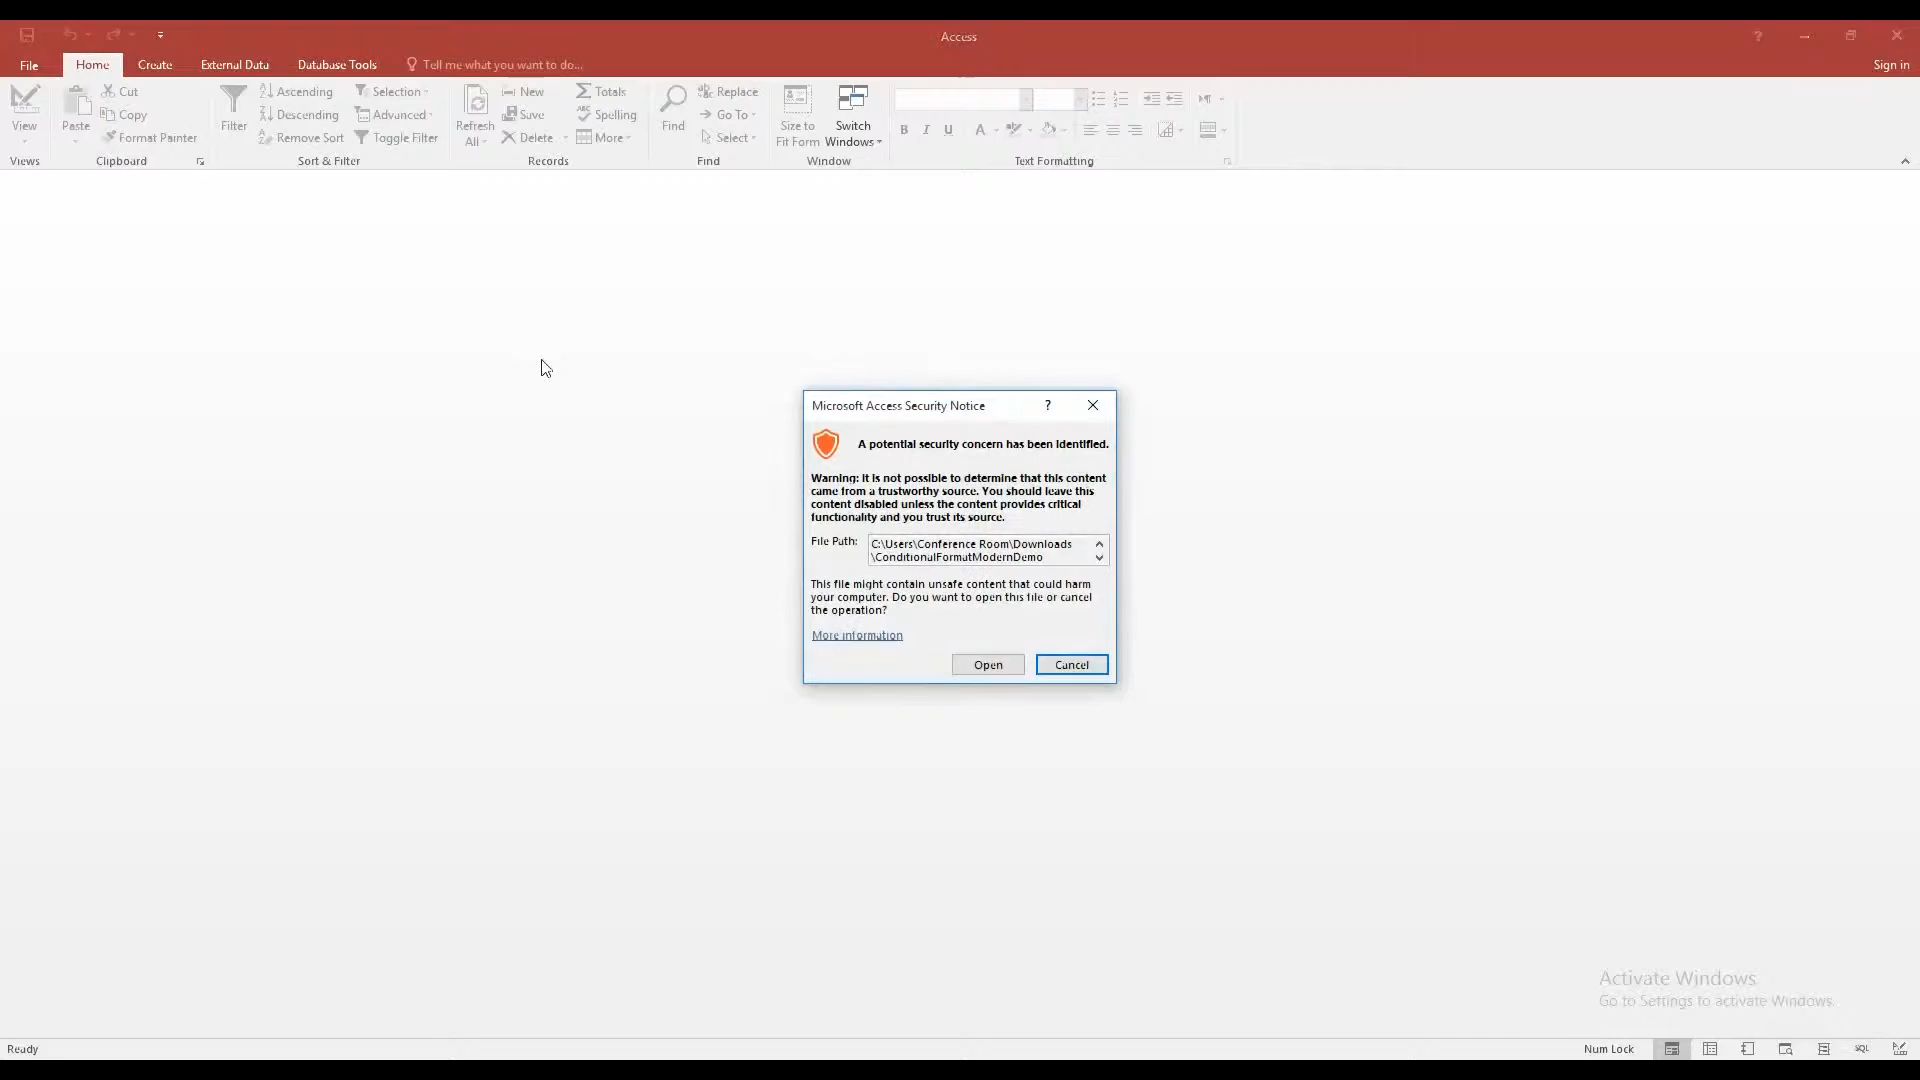 Access
File Home Create External Data Database Tools Tell me what you want to do... Sign in
View
Views
Paste
Cut
Copy
Format Painter
Clipboard
Filter
Ascending
Descending
Remove Sort
Selection
Advanced
Toggle Filter
Sort & Filter
Refresh
All
New
Save
Delete
Totals
Spelling
More
Records
Find
Replace
Go To
Select
Find
Size to
Fit Form
Switch
Windows
Window
B I U A
Text Formatting
Microsoft Access Security Notice ?
A potential security concern has been identified.
Warning: It is not possible to determine that this content
came from a trustworthy source. You should leave this
content disabled unless the content provides critical
functionality and you trust its source.
File Path: C:\Users\Conference Room\Downloads
\ConditionalFormatModernDemo
This file might contain unsafe content that could harm
your computer. Do you want to open this file or cancel
the operation?
More information
Open Cancel
Activate Windows
Go to Settings to activate Windows.
Ready Num Lock SQL